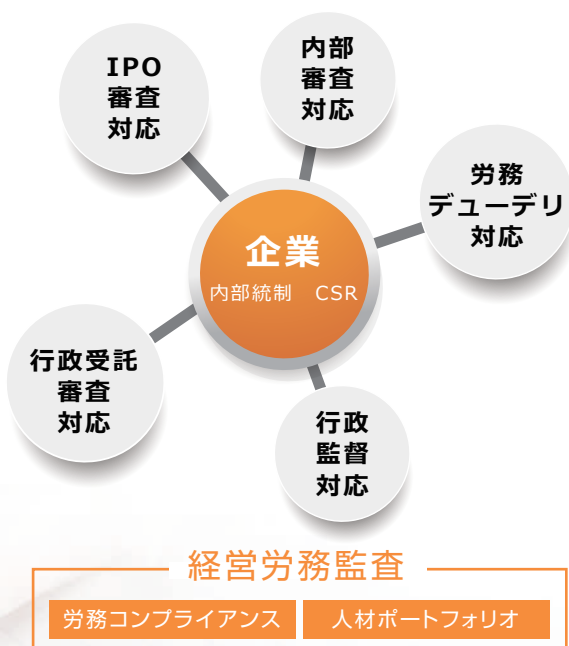 IPO
審査
対応
内部
審査
対応
労務
デューデリ
対応
企業
内部統制　CSR
行政受託
審査
対応
行政
監督
対応
経営労務監査
労務コンプライアンス
人材ポートフォリオ